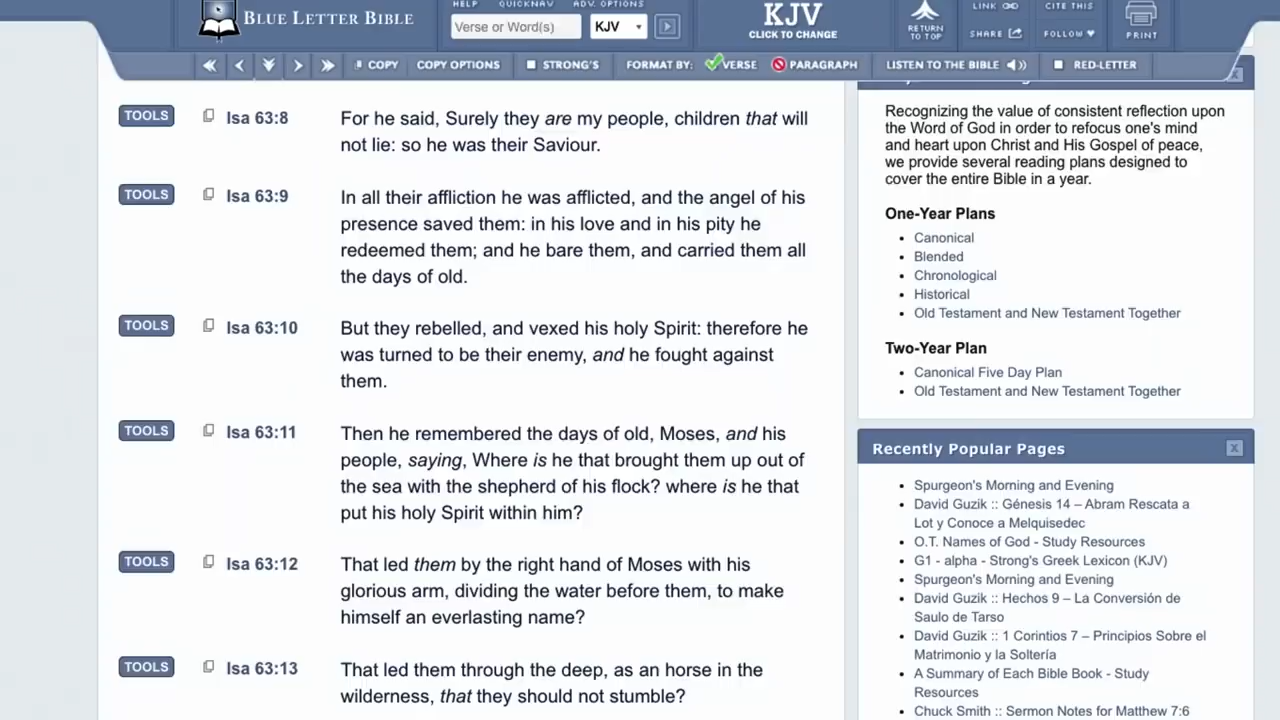 HELP QUICKNAV ADV. OPTIONS
BLUE LETTER BIBLE
Verse or Word(s)
KJV
KJV
CLICK TO CHANGE
RETURN
TO TOP
LINK
CITE THIS
SHARE
FOLLOW
PRINT
COPY
COPY OPTIONS
STRONG'S
FORMAT BY:
VERSE
PARAGRAPH
LISTEN TO THE BIBLE
RED-LETTER
TOOLS
Isa 63:8
For he said, Surely they are my people, children that will
not lie: so he was their Saviour.
TOOLS
Isa 63:9
In all their affliction he was afflicted, and the angel of his
presence saved them: in his love and in his pity he
redeemed them; and he bare them, and carried them all
the days of old.
TOOLS
Isa 63:10
But they rebelled, and vexed his holy Spirit: therefore he
was turned to be their enemy, and he fought against
them.
TOOLS
Isa 63:11
Then he remembered the days of old, Moses, and his
people, saying, Where is he that brought them up out of
the sea with the shepherd of his flock? where is he that
put his holy Spirit within him?
TOOLS
Isa 63:12
That led them by the right hand of Moses with his
glorious arm, dividing the water before them, to make
himself an everlasting name?
TOOLS
Isa 63:13
That led them through the deep, as an horse in the
wilderness, that they should not stumble?
Recognizing the value of consistent reflection upon
the Word of God in order to refocus one's mind
and heart upon Christ and His Gospel of peace,
we provide several reading plans designed to
cover the entire Bible in a year.
One-Year Plans
Canonical
Blended
Chronological
Historical
Old Testament and New Testament Together
Two-Year Plan
Canonical Five Day Plan
Old Testament and New Testament Together
Recently Popular Pages
Spurgeon's Morning and Evening
David Guzik :: Génesis 14 – Abram Rescata a
Lot y Conoce a Melquisedec
O.T. Names of God - Study Resources
G1 - alpha - Strong's Greek Lexicon (KJV)
Spurgeon's Morning and Evening
David Guzik :: Hechos 9 – La Conversión de
Saulo de Tarso
David Guzik :: 1 Corintios 7 – Principios Sobre el
Matrimonio y la Soltería
A Summary of Each Bible Book - Study
Resources
Chuck Smith :: Sermon Notes for Matthew 7:6